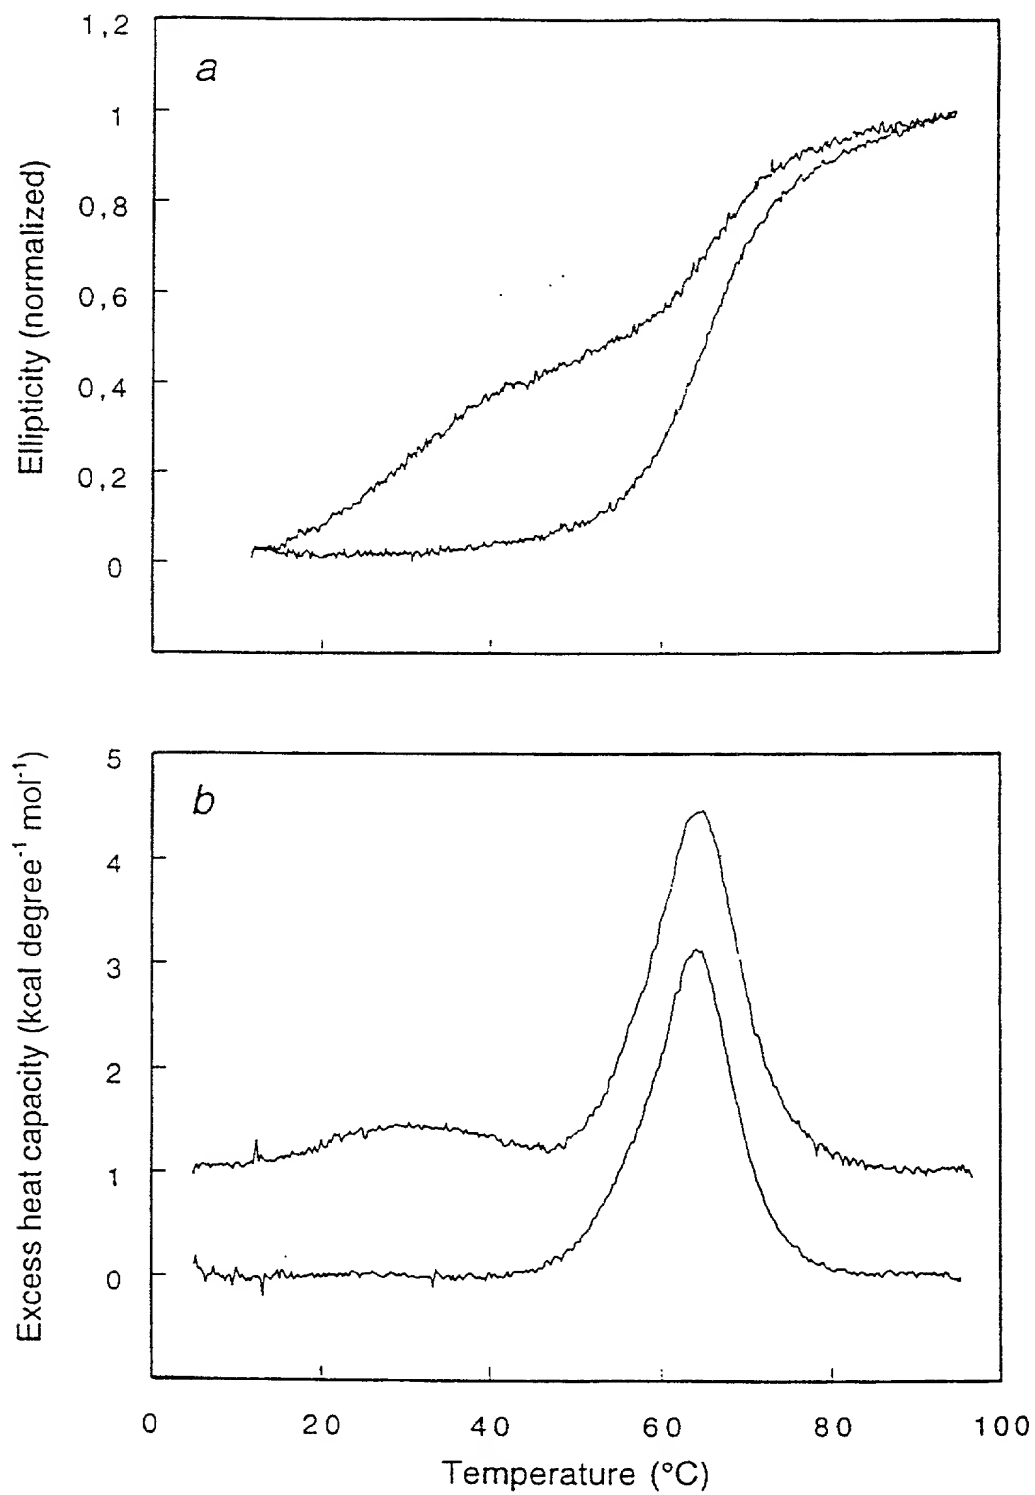 a
1,2
1
0,8
0,6
0,4
0,2
0
Ellipticity (normalized)
b
5
4
3
2
1
0
Excess heat capacity (kcal degree⁻¹ mol⁻¹)
0 20 40 60 80 100
Temperature (°C)